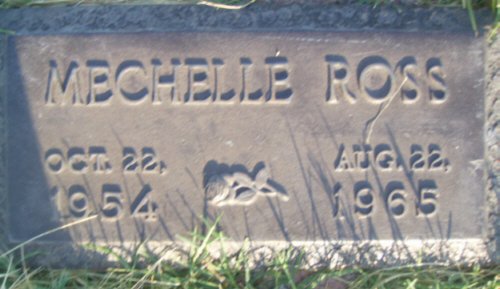 MECHELLE ROSS
OCT. 22, AUG. 22,
1954 1965